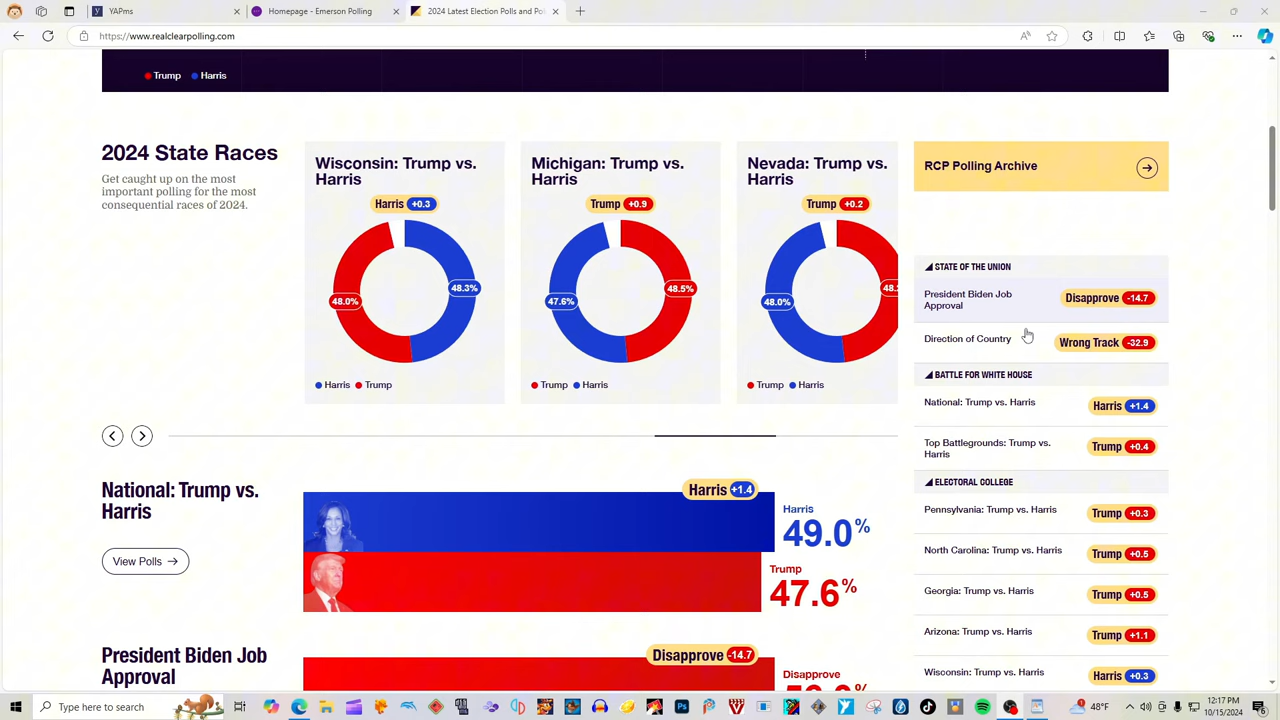 YAPms
Homepage - Emerson Polling
2024 Latest Election Polls and Po
https://www.realclearpolling.com
Trump Harris
2024 State Races
Get caught up on the most
important polling for the most
consequential races of 2024.
Wisconsin: Trump vs.
Harris
Harris +0.3
48.3%
48.0%
Harris Trump
Michigan: Trump vs.
Harris
Trump +0.9
48.5%
47.6%
Trump Harris
Nevada: Trump vs.
Harris
Trump +0.2
48.0%
Trump Harris
RCP Polling Archive
STATE OF THE UNION
President Biden Job
Approval
Disapprove -14.7
Direction of Country
Wrong Track -32.9
BATTLE FOR WHITE HOUSE
National: Trump vs. Harris
Harris +1.4
Top Battlegrounds: Trump vs.
Harris
Trump +0.4
ELECTORAL COLLEGE
Pennsylvania: Trump vs. Harris
Trump +0.3
North Carolina: Trump vs. Harris
Trump +0.5
Georgia: Trump vs. Harris
Trump +0.5
Arizona: Trump vs. Harris
Trump +1.1
Wisconsin: Trump vs. Harris
Harris +0.3
National: Trump vs.
Harris
View Polls
Harris +1.4
Harris
49.0%
Trump
47.6%
President Biden Job
Approval
Disapprove -14.7
Disapprove
Type here to search
48°F
12:17 PM
10/15/2024